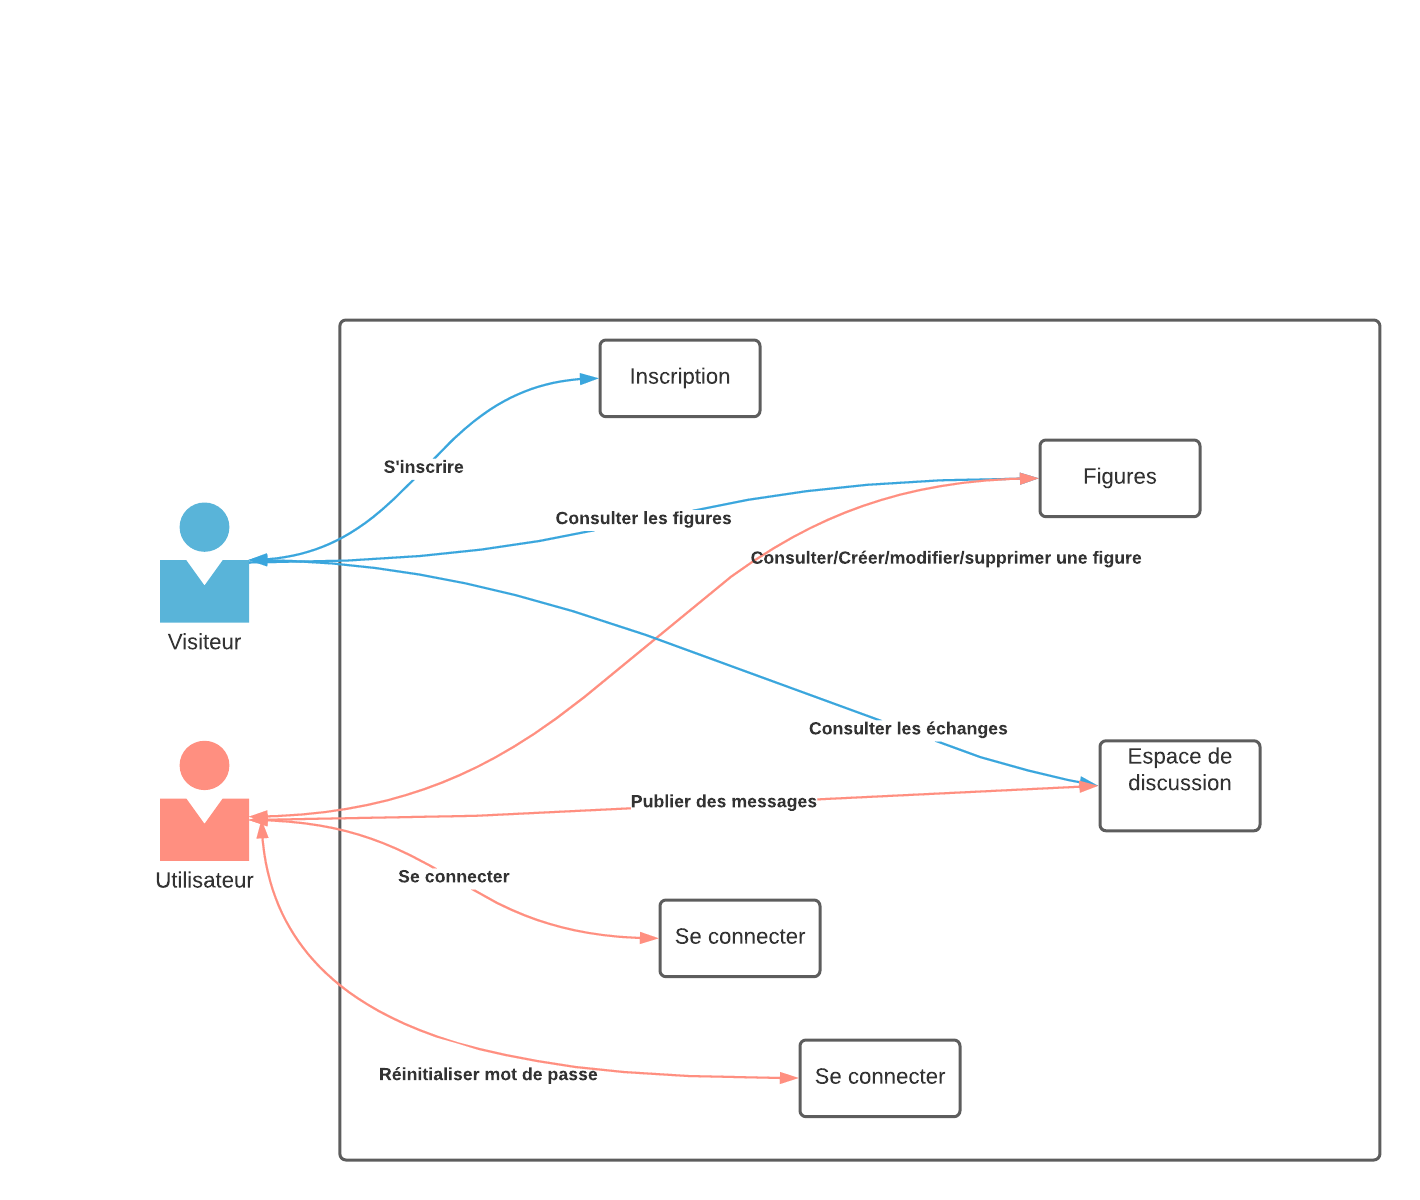 Inscription
S'inscrire
Figures
Consulter les figures
Consulter/Créer/modifier/supprimer une figure
Visiteur
Consulter les échanges
Espace de
discussion
Publier des messages
Utilisateur
Se connecter
Se connecter
Réinitialiser mot de passe
Se connecter